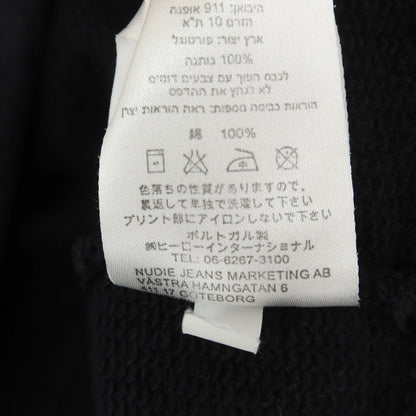 היבואן: 911 אופנה
הזרם 10 ת"א
ארץ יצור: פורטוגל
100% כותנה
לכבס הפוך עם צבעים דומים
לא לגהץ את ההדפס
הוראות כביסה נוספות: ראה הוראות יצרן
綿 100%
色落ちの性質がありますので、
裏返して単独で洗濯して下さい
プリント部にアイロンしないで下さい
ポルトガル製
㈱ヒーローインターナショナル
TEL: 06-6267-3100
NUDIE JEANS MARKETING AB
VÄSTRA HAMNGATAN 6
411 17 GÖTEBORG